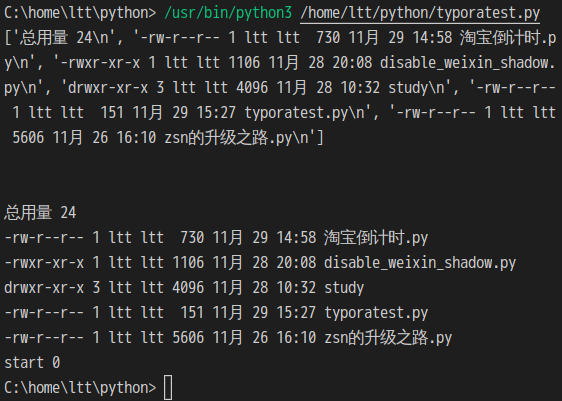 C:\home\ltt\python> /usr/bin/python3 /home/ltt/python/typoratest.py
['总用量 24\n', '-rw-r--r-- 1 ltt ltt  730 11月 29 14:58 淘宝倒计时.p
y\n', '-rwxr-xr-x 1 ltt ltt 1106 11月 28 20:08 disable_weixin_shadow.
py\n', 'drwxr-xr-x 3 ltt ltt 4096 11月 28 10:32 study\n', '-rw-r--r--
 1 ltt ltt  151 11月 29 15:27 typoratest.py\n', '-rw-r--r-- 1 ltt ltt
 5606 11月 26 16:10 zsn的升级之路.py\n']
总用量 24
-rw-r--r-- 1 ltt ltt  730 11月 29 14:58 淘宝倒计时.py
-rwxr-xr-x 1 ltt ltt 1106 11月 28 20:08 disable_weixin_shadow.py
drwxr-xr-x 3 ltt ltt 4096 11月 28 10:32 study
-rw-r--r-- 1 ltt ltt  151 11月 29 15:27 typoratest.py
-rw-r--r-- 1 ltt ltt 5606 11月 26 16:10 zsn的升级之路.py
start 0
C:\home\ltt\python>